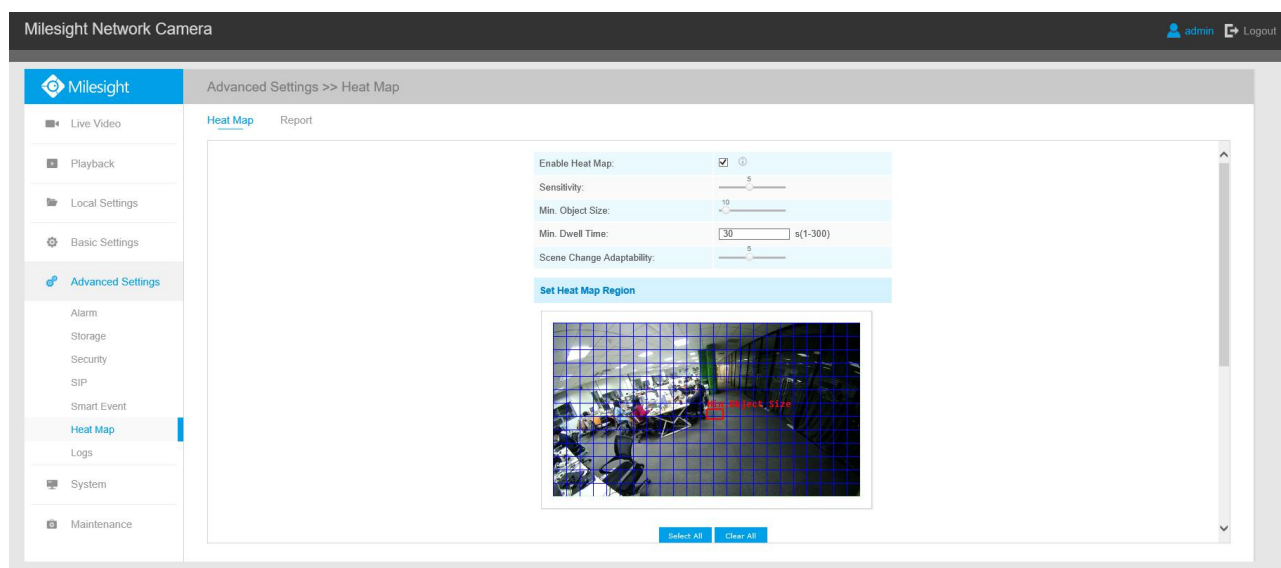 Milesight Network Camera
admin Logout
Milesight
Advanced Settings >> Heat Map
Live Video
Playback
Local Settings
Basic Settings
Advanced Settings
Alarm
Storage
Security
SIP
Smart Event
Heat Map
Logs
System
Maintenance
Heat Map Report
Enable Heat Map:
Sensitivity: 5
Min. Object Size: 10
Min. Dwell Time: 30 s(1-300)
Scene Change Adaptability: 5
Set Heat Map Region
Min. Object Size
Select All Clear All